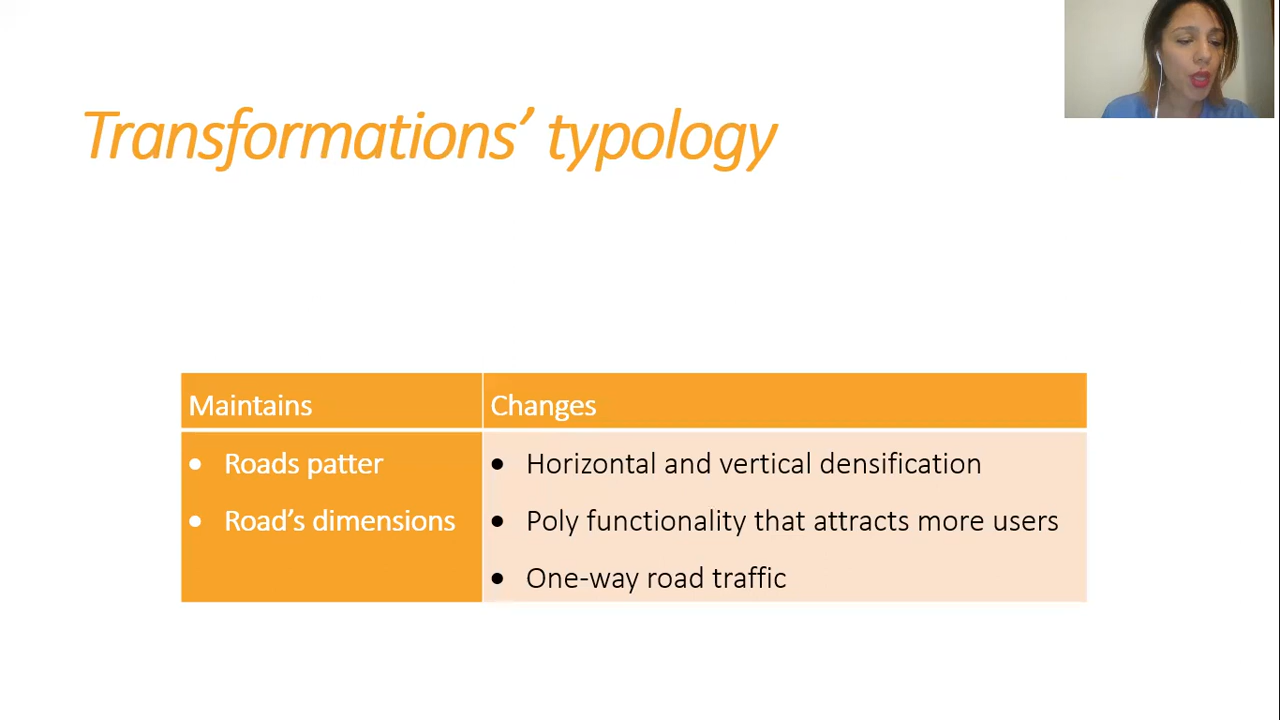 Transformations’ typology
Maintains
Changes
• Roads patter
• Road’s dimensions
• Horizontal and vertical densification
• Poly functionality that attracts more users
• One-way road traffic